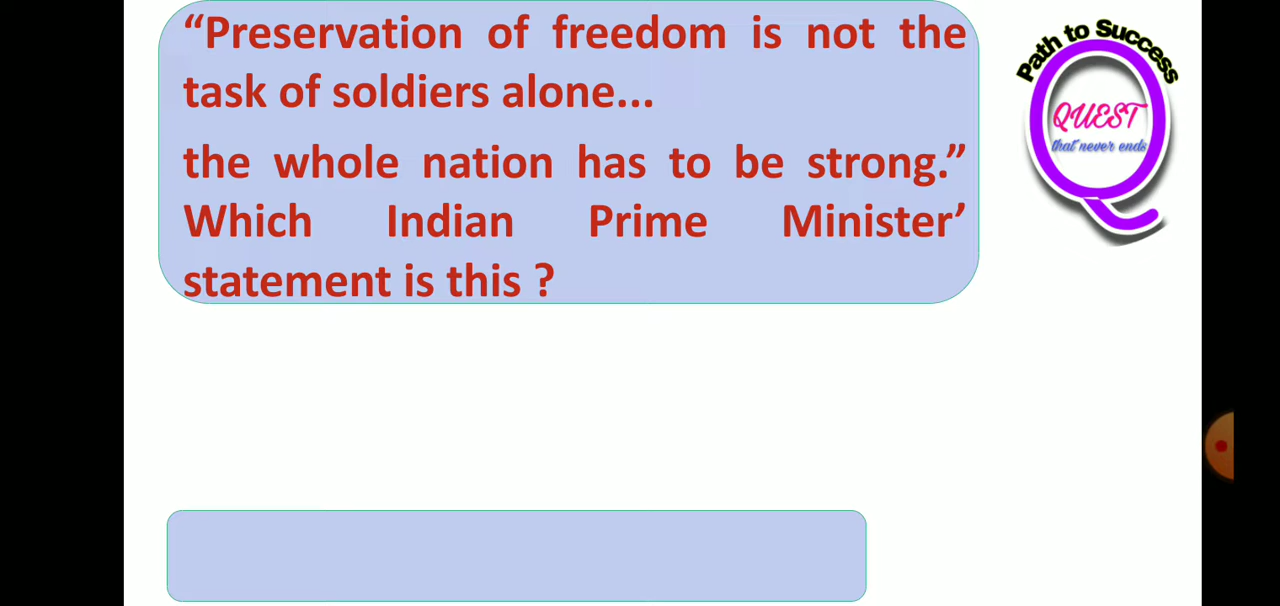 “Preservation of freedom is not the
task of soldiers alone...
the whole nation has to be strong.”
Which Indian Prime Minister’
statement is this ?
Path to Success
QUEST
that never ends